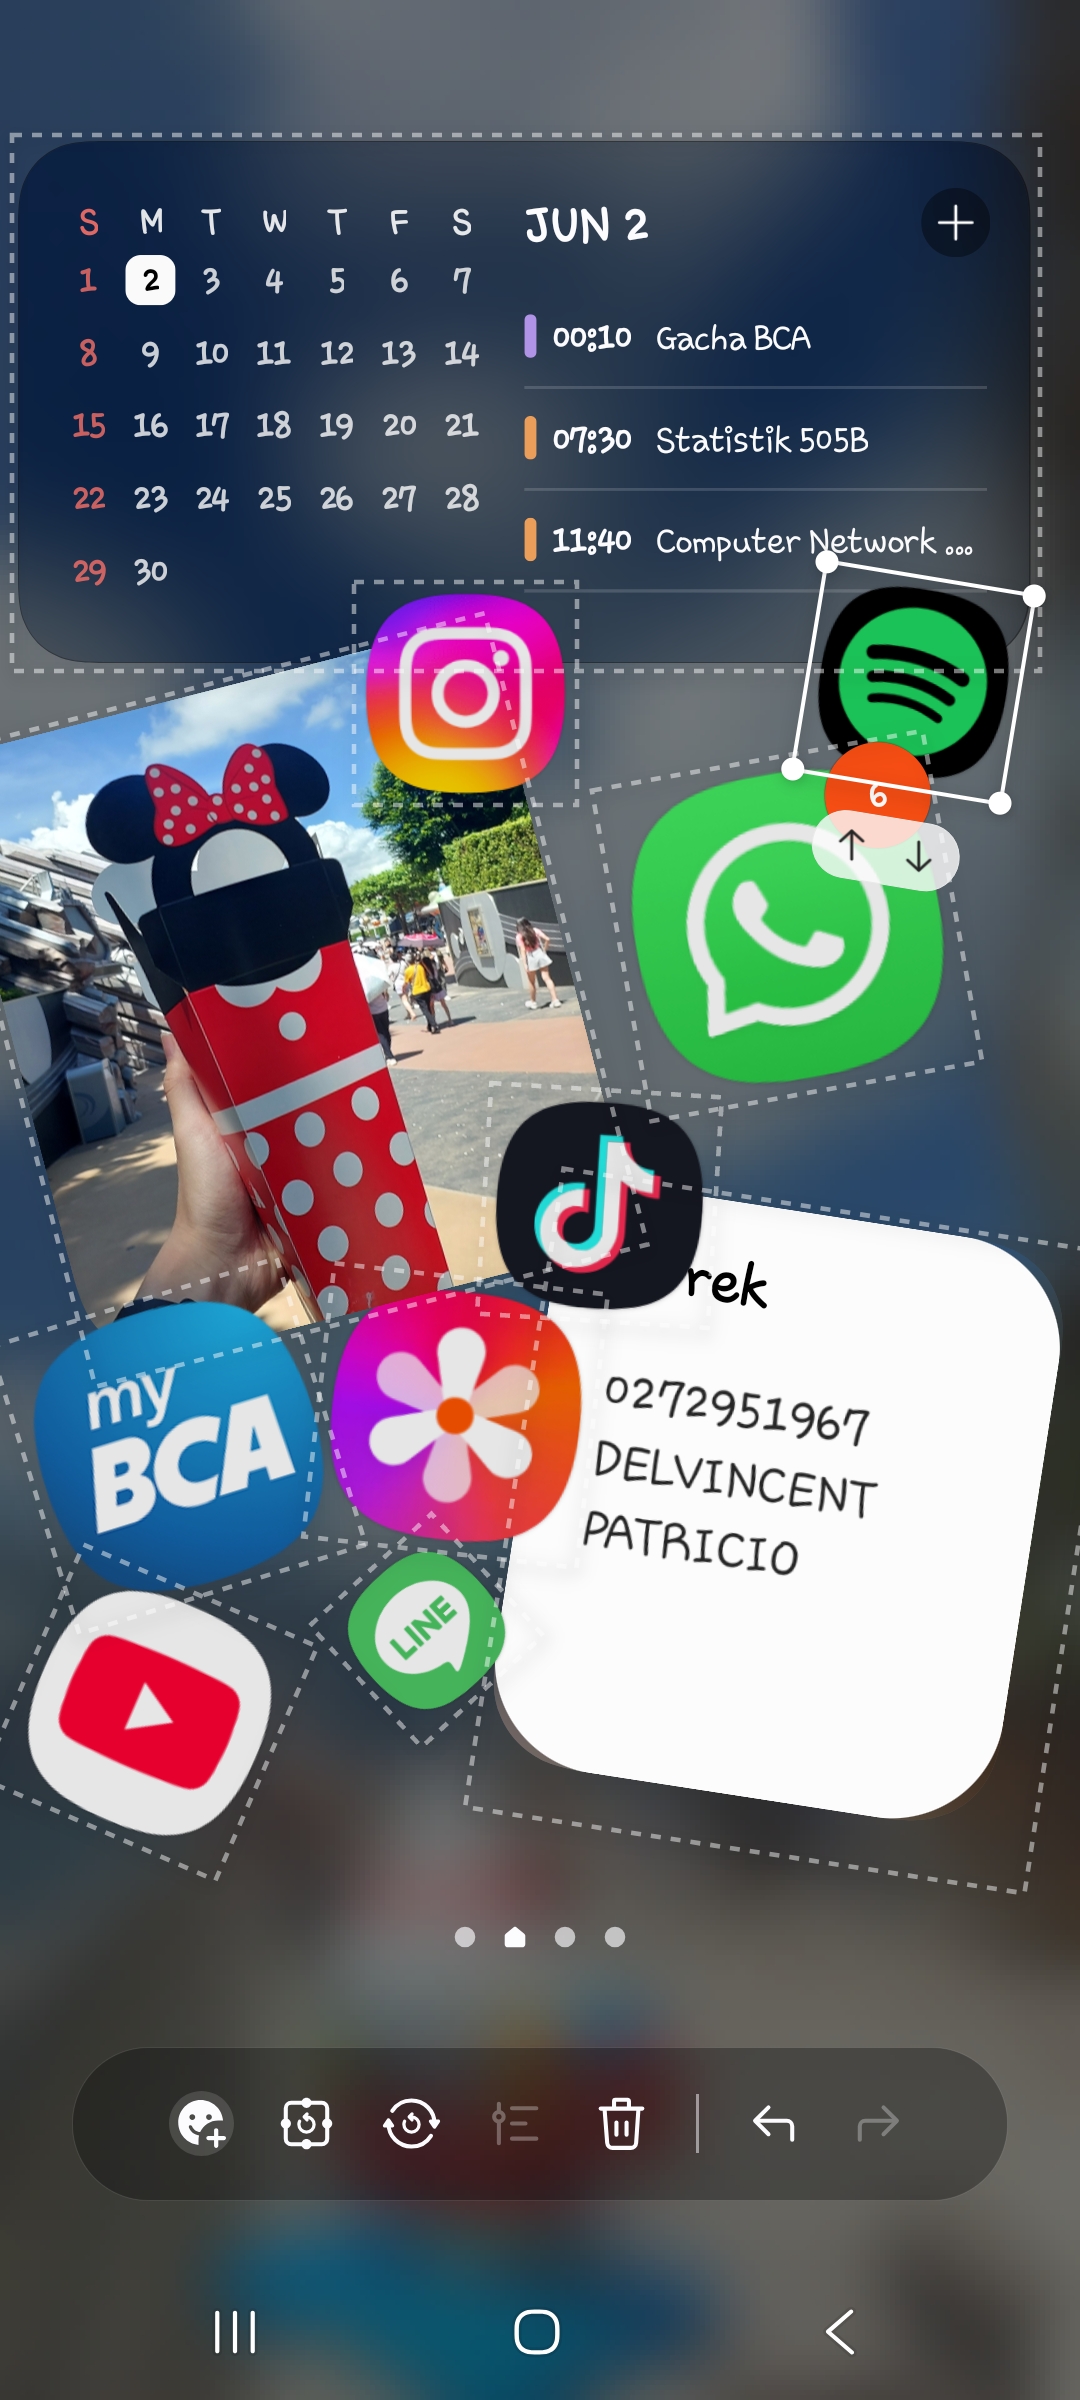 S M T W T F S
1 2 3 4 5 6 7
8 9 10 11 12 13 14
15 16 17 18 19 20 21
22 23 24 25 26 27 28
29 30
JUN 2
00:10 Gacha BCA
07:30 Statistik 505B
11:40 Computer Network ...
6
rek
0272951967
DELVINCENT
PATRICIO
my
BCA
LINE